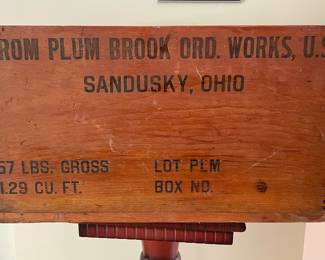 ROM PLUM BROOK ORD. WORKS, U.S
SANDUSKY, OHIO
57 LBS. GROSS LOT PLM
1.29 CU. FT. BOX NO.